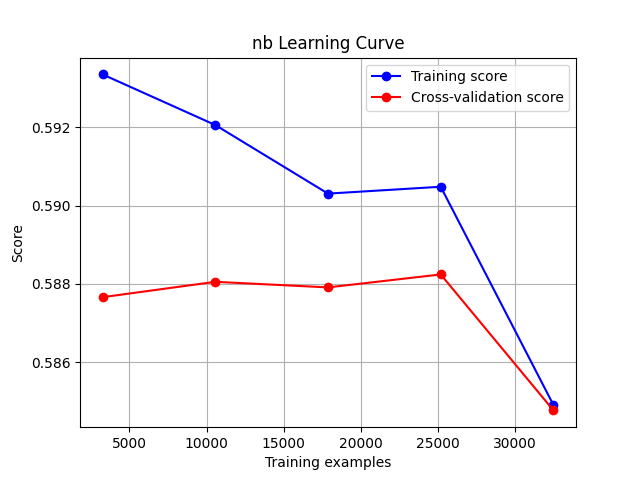 nb Learning Curve
Training score
Cross-validation score
Score
0.592
0.590
0.588
0.586
5000
10000
15000
20000
25000
30000
Training examples